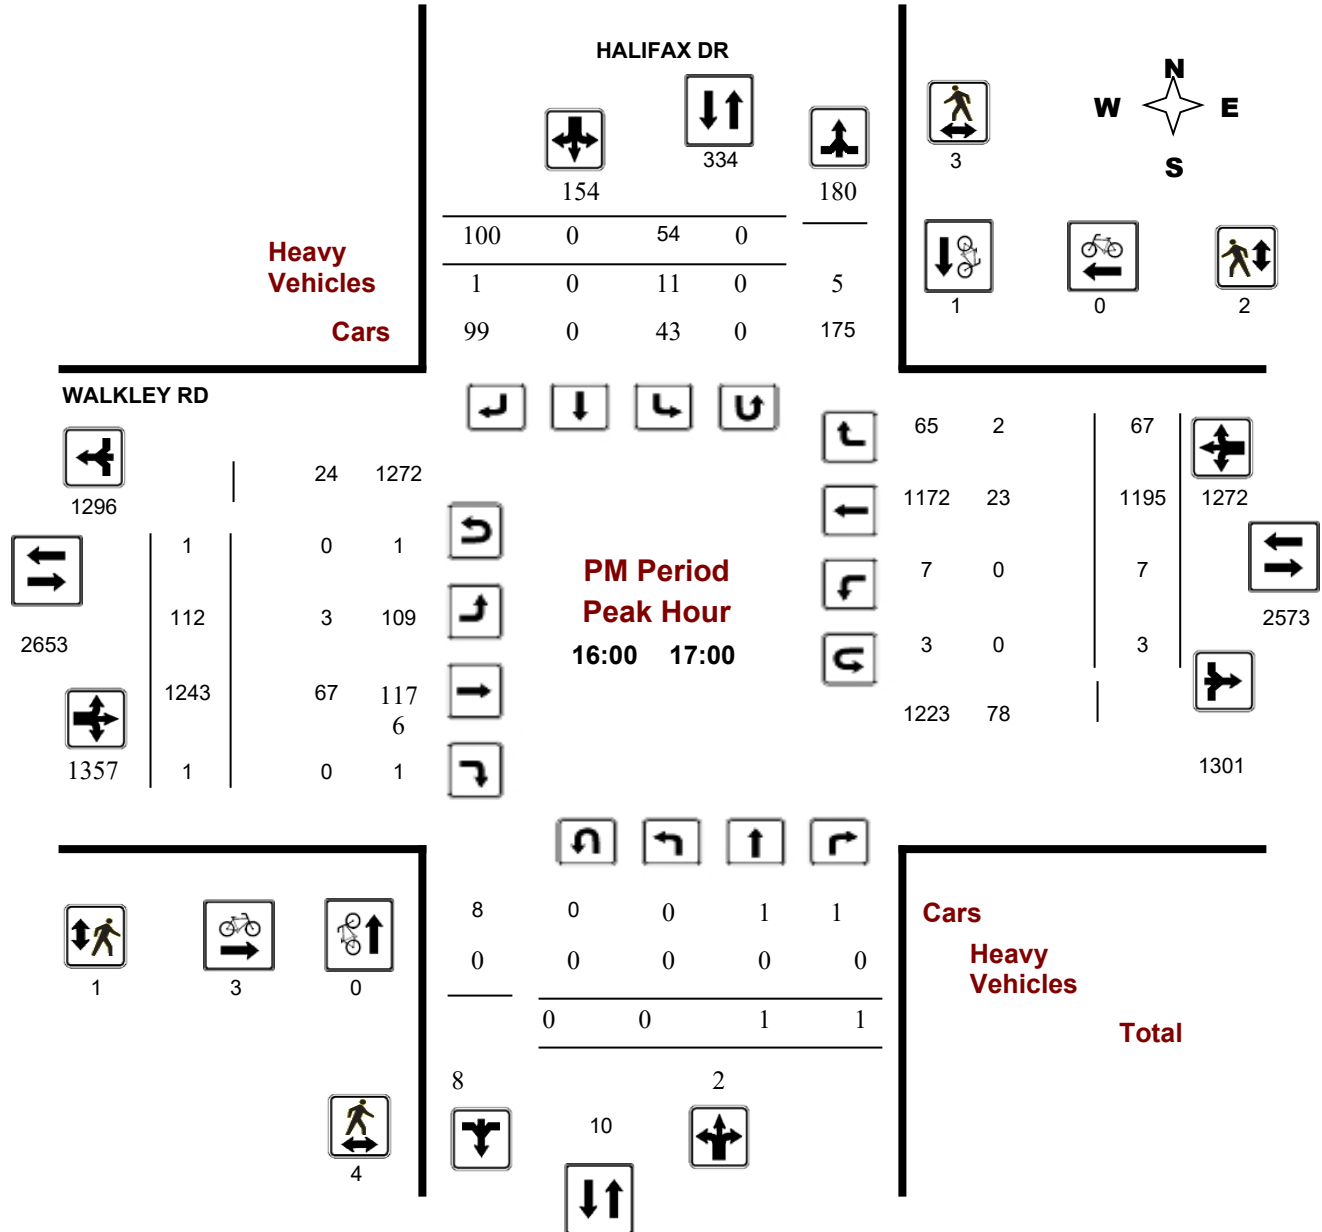 HALIFAX DR
N
W E
S
334
3
154 180
100 0 54 0
Heavy
Vehicles 1 0 11 0 5
1 0 2
Cars 99 0 43 0 175
WALKLEY RD
65 2 67
24 1272
1296
1172 23 1195 1272
1 0 1
PM Period
7 0 7
Peak Hour
112 3 109
2573
2653
16:00 17:00
3 0 3
1243 67 117
6
1223 78
1357 1 0 1
1301
8 0 0 1 1 Cars
0 0 0 0 0 Heavy
Vehicles
1 3 0
0 0 1 1 Total
8 2
10
4